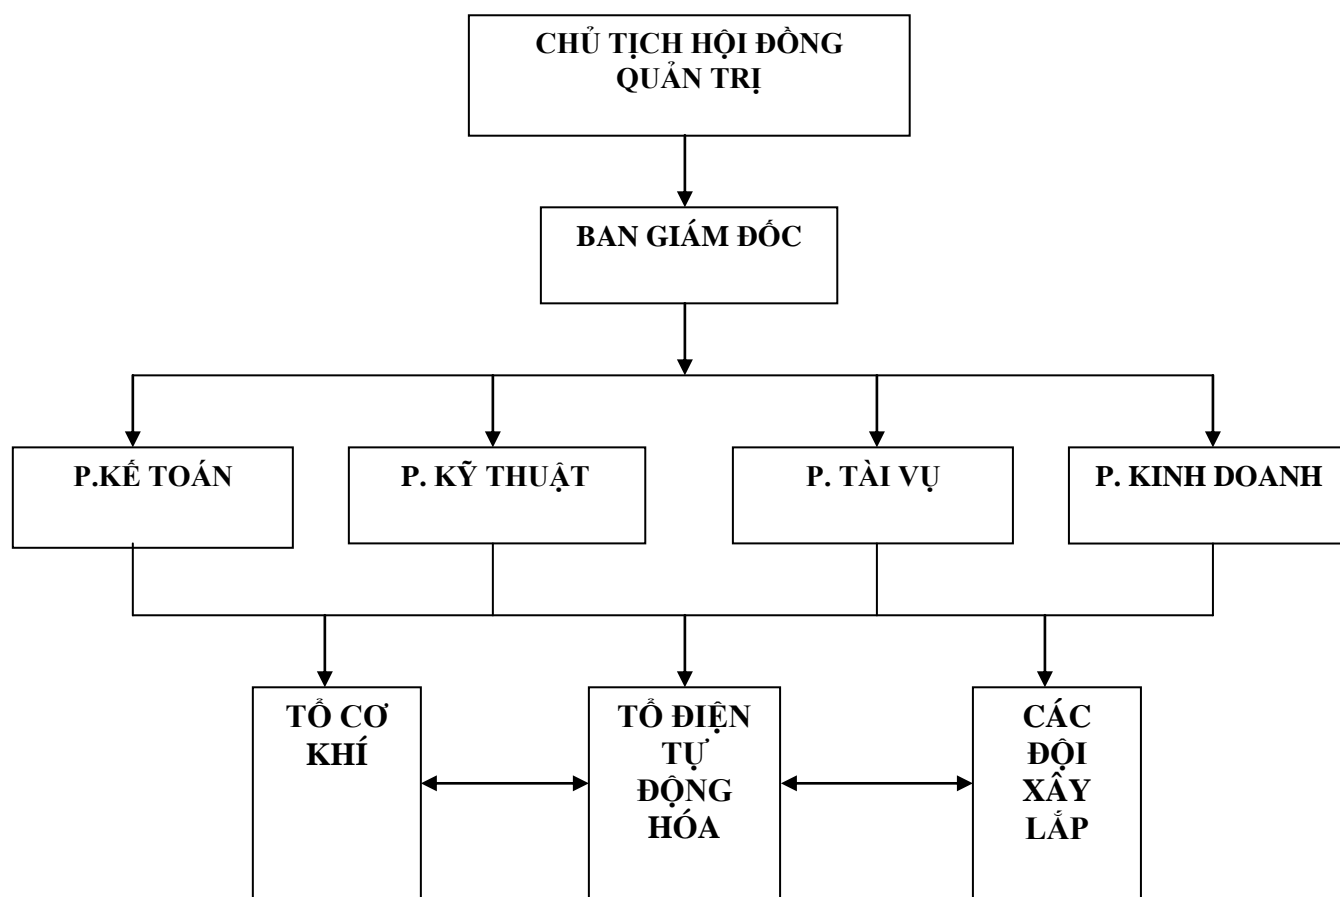 CHỦ TỊCH HỘI ĐỒNG
QUẢN TRỊ
BAN GIÁM ĐỐC
P.KẾ TOÁN
P. KỸ THUẬT
P. TÀI VỤ
P. KINH DOANH
TỔ CƠ
KHÍ
TỔ ĐIỆN
TỰ
ĐỘNG
HÓA
CÁC
ĐỘI
XÂY
LẮP